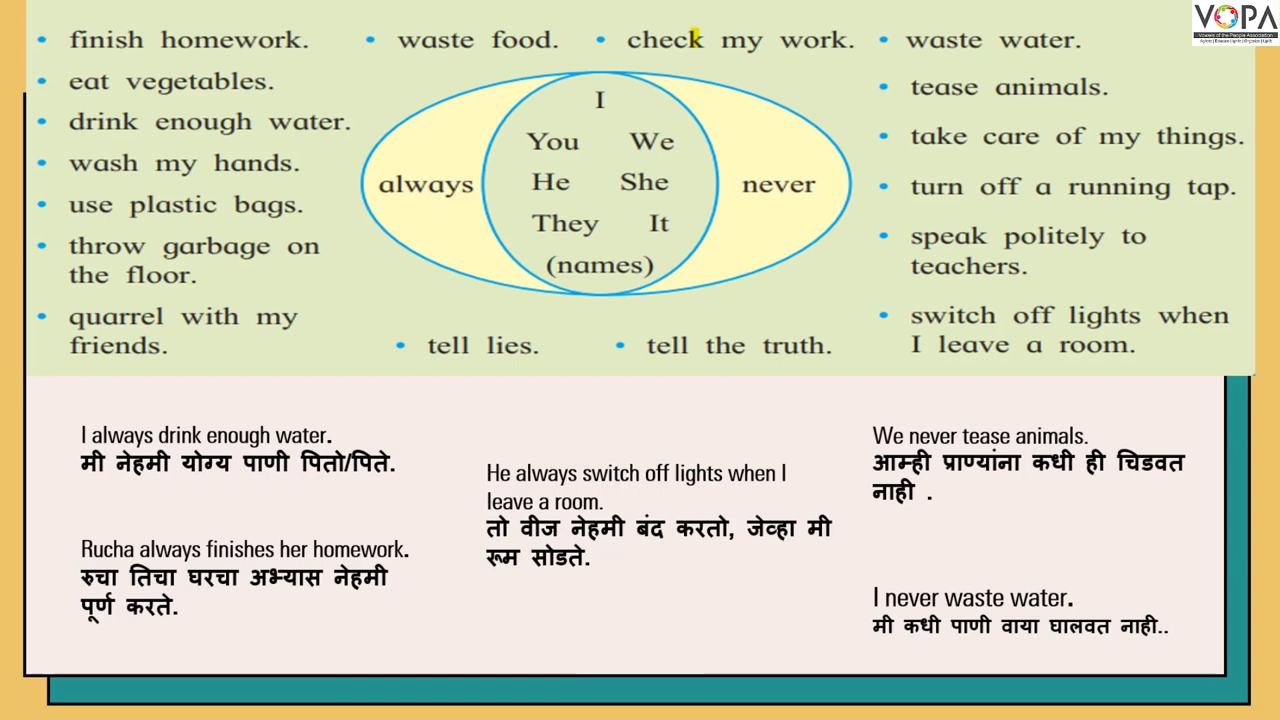 VOPA
Vowels of the People Association
• finish homework.
• eat vegetables.
• drink enough water.
• wash my hands.
• use plastic bags.
• throw garbage on
the floor.
• quarrel with my
friends.
• waste food.
• check my work.
always
I
You We
He She
They It
(names)
never
• tell lies.
• tell the truth.
• waste water.
• tease animals.
• take care of my things.
• turn off a running tap.
• speak politely to
teachers.
• switch off lights when
I leave a room.
I always drink enough water.
मी नेहमी योग्य पाणी पितो/पिते.
Rucha always finishes her homework.
रुचा तिचा घरचा अभ्यास नेहमी
पूर्ण करते.
He always switch off lights when I
leave a room.
तो वीज नेहमी बंद करतो, जेव्हा मी
रूम सोडते.
We never tease animals.
आम्ही प्राण्यांना कधी ही चिडवत
नाही .
I never waste water.
मी कधी पाणी वाया घालवत नाही..